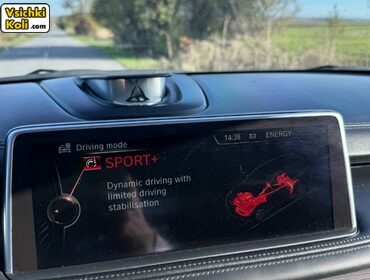 Vsichki
Koli .com
14:38
ENERGY
Driving mode
SPORT+
Dynamic driving with
limited driving
stabilisation